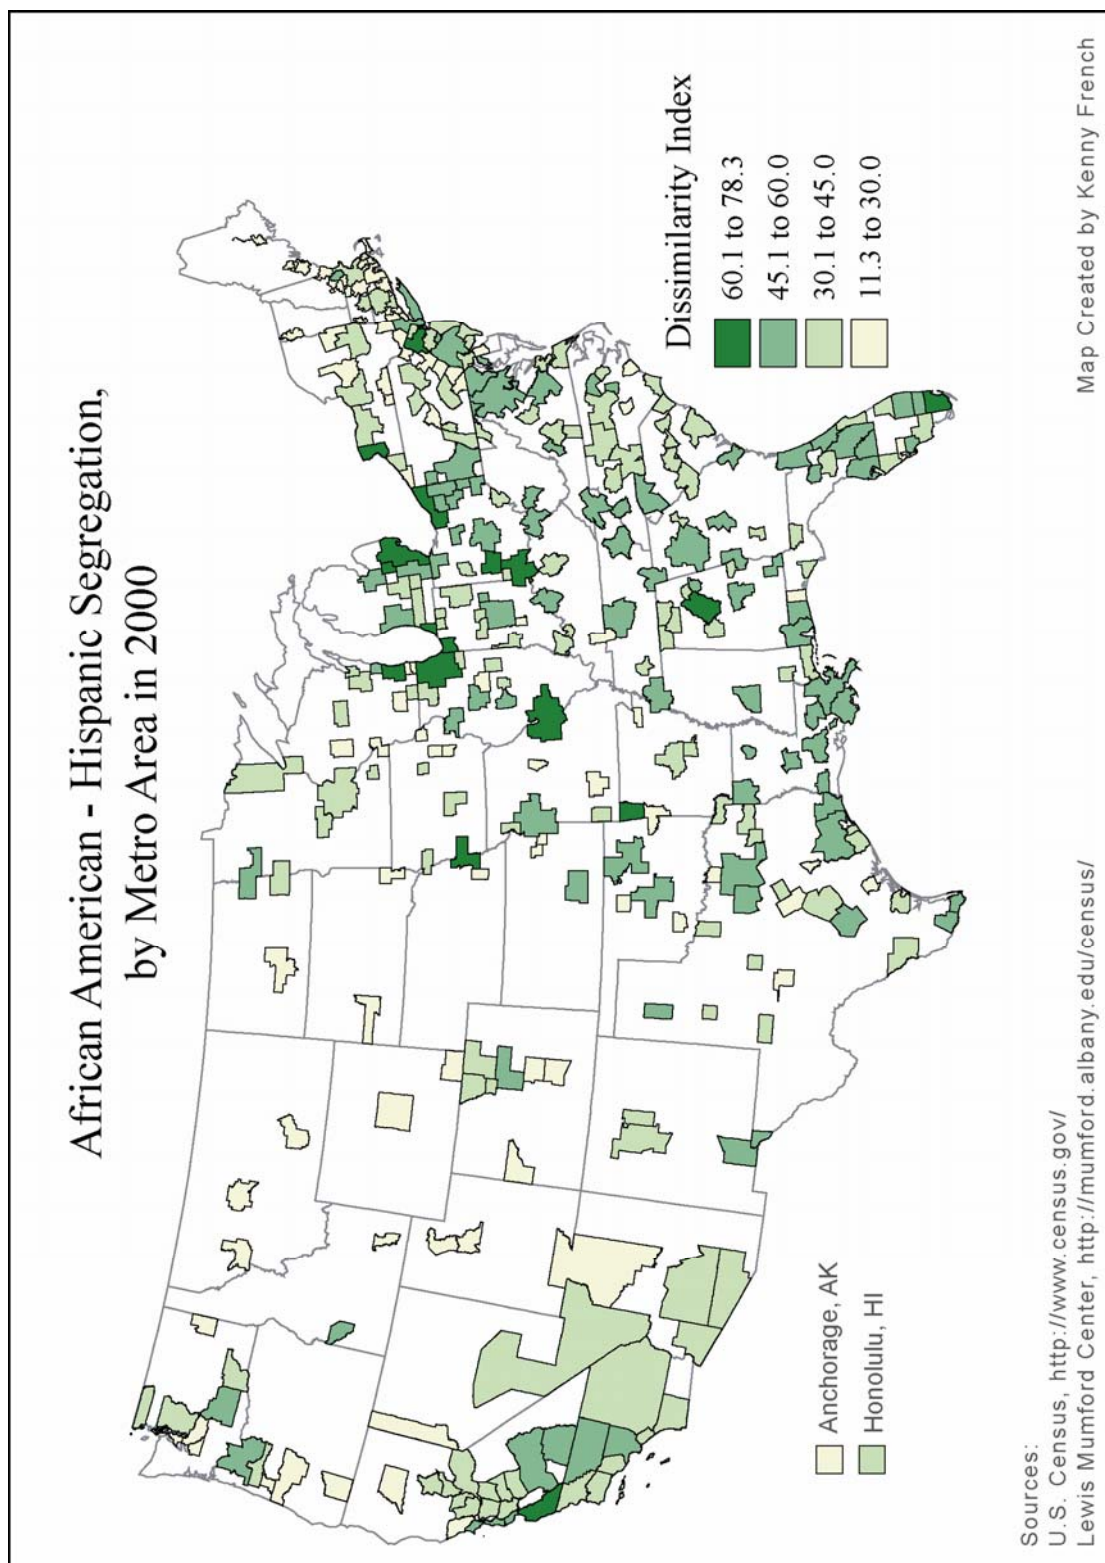 African American - Hispanic Segregation,
by Metro Area in 2000
Dissimilarity Index
60.1 to 78.3
45.1 to 60.0
30.1 to 45.0
11.3 to 30.0
Anchorage, AK
Honolulu, HI
Sources:
U.S. Census, http://www.census.gov/
Lewis Mumford Center, http://mumford.albany.edu/census/
Map Created by Kenny French